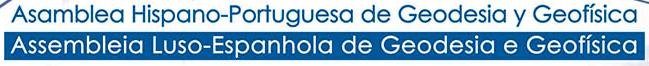 Asamblea Hispano-Portuguesa de Geodesia y Geofísica
Assembleia Luso-Espanhola de Geodesia e Geofísica